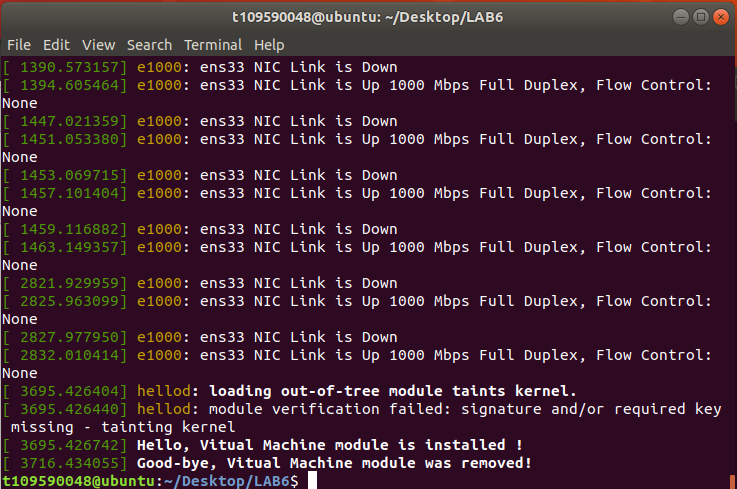 t109590048@ubuntu: ~/Desktop/LAB6
File Edit View Search Terminal Help
[ 1390.573157] e1000: ens33 NIC Link is Down
[ 1394.605464] e1000: ens33 NIC Link is Up 1000 Mbps Full Duplex, Flow Control:
None
[ 1447.021359] e1000: ens33 NIC Link is Down
[ 1451.053380] e1000: ens33 NIC Link is Up 1000 Mbps Full Duplex, Flow Control:
None
[ 1453.069715] e1000: ens33 NIC Link is Down
[ 1457.101404] e1000: ens33 NIC Link is Up 1000 Mbps Full Duplex, Flow Control:
None
[ 1459.116882] e1000: ens33 NIC Link is Down
[ 1463.149357] e1000: ens33 NIC Link is Up 1000 Mbps Full Duplex, Flow Control:
None
[ 2821.929959] e1000: ens33 NIC Link is Down
[ 2825.963099] e1000: ens33 NIC Link is Up 1000 Mbps Full Duplex, Flow Control:
None
[ 2827.977950] e1000: ens33 NIC Link is Down
[ 2832.010414] e1000: ens33 NIC Link is Up 1000 Mbps Full Duplex, Flow Control:
None
[ 3695.426404] hellod: loading out-of-tree module taints kernel.
[ 3695.426440] hellod: module verification failed: signature and/or required key
missing - tainting kernel
[ 3695.426742] Hello, Vitual Machine module is installed !
[ 3716.434055] Good-bye, Vitual Machine module was removed!
t109590048@ubuntu:~/Desktop/LAB6$